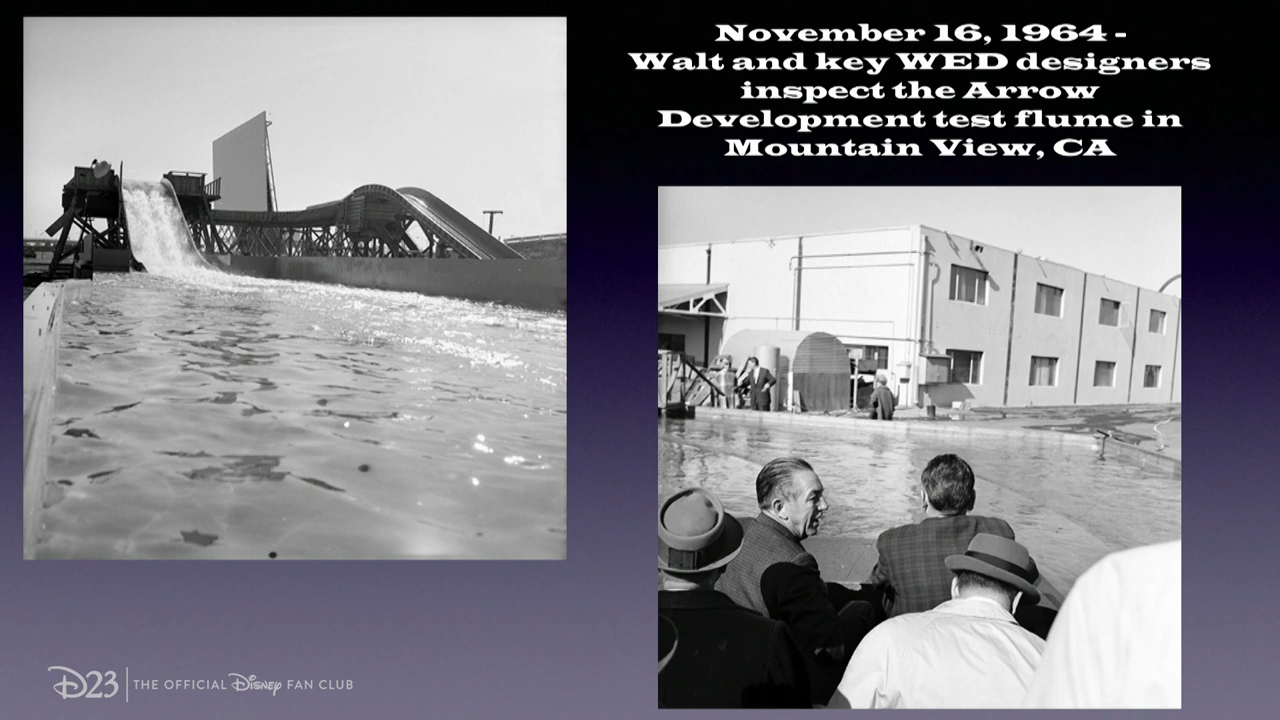 November 16, 1964 -
Walt and key WED designers
inspect the Arrow
Development test flume in
Mountain View, CA
D23 | THE OFFICIAL Disney FAN CLUB